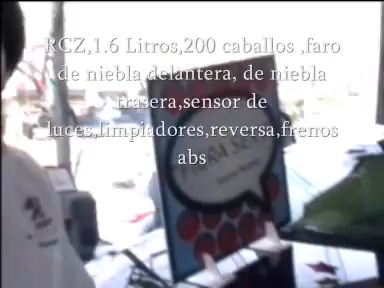 RCZ,1.6 Litros,200 caballos ,faro
de niebla delantera, de niebla
trasera,sensor de
luces,limpiadores,reversa,frenos
abs